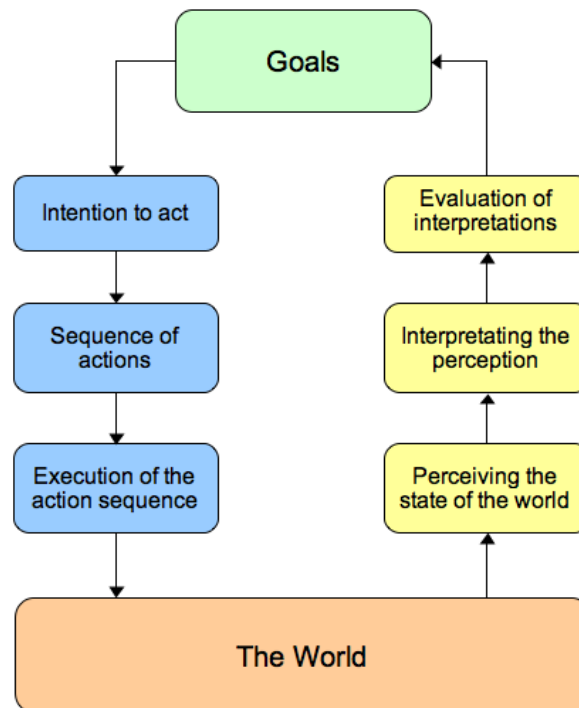 Goals
Intention to act
Sequence of
actions
Execution of the
action sequence
Evaluation of
interpretations
Interpretating the
perception
Perceiving the
state of the world
The World